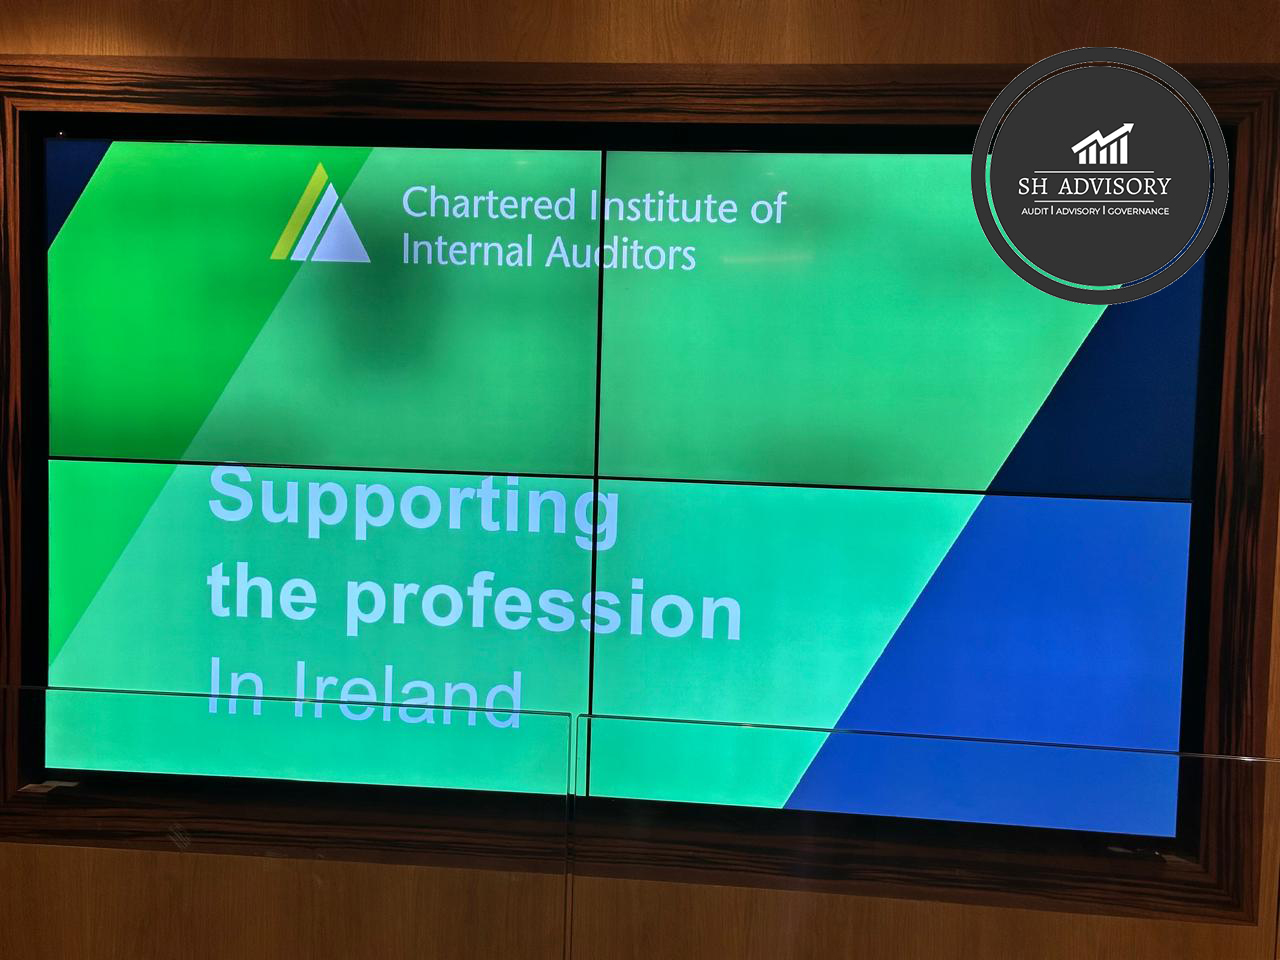 Chartered Institute of
Internal Auditors
SH ADVISORY
AUDIT | ADVISORY | GOVERNANCE
Supporting
the profession
In Ireland